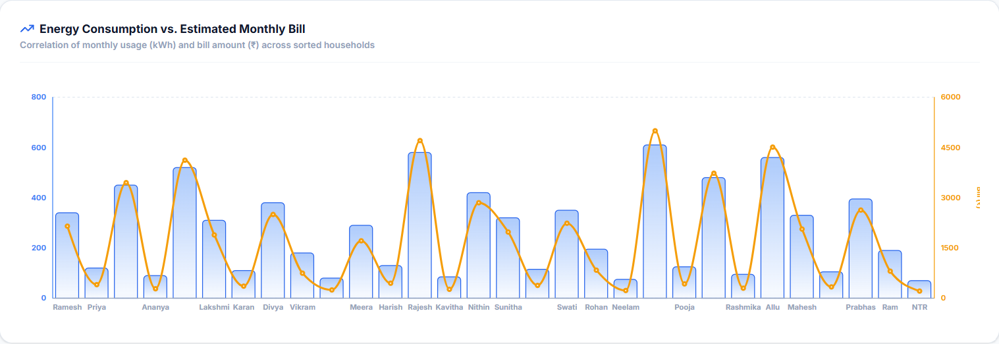 Energy Consumption vs. Estimated Monthly Bill
Correlation of monthly usage (kWh) and bill amount (₹) across sorted households
800 6000
600 4500
400 3000
200 1500
0 0
Ramesh Priya Ananya Lakshmi Karan Divya Vikram Meera Harish Rajesh Kavitha Nithin Sunitha Swati Rohan Neelam Pooja Rashmika Allu Mahesh Prabhas Ram NTR